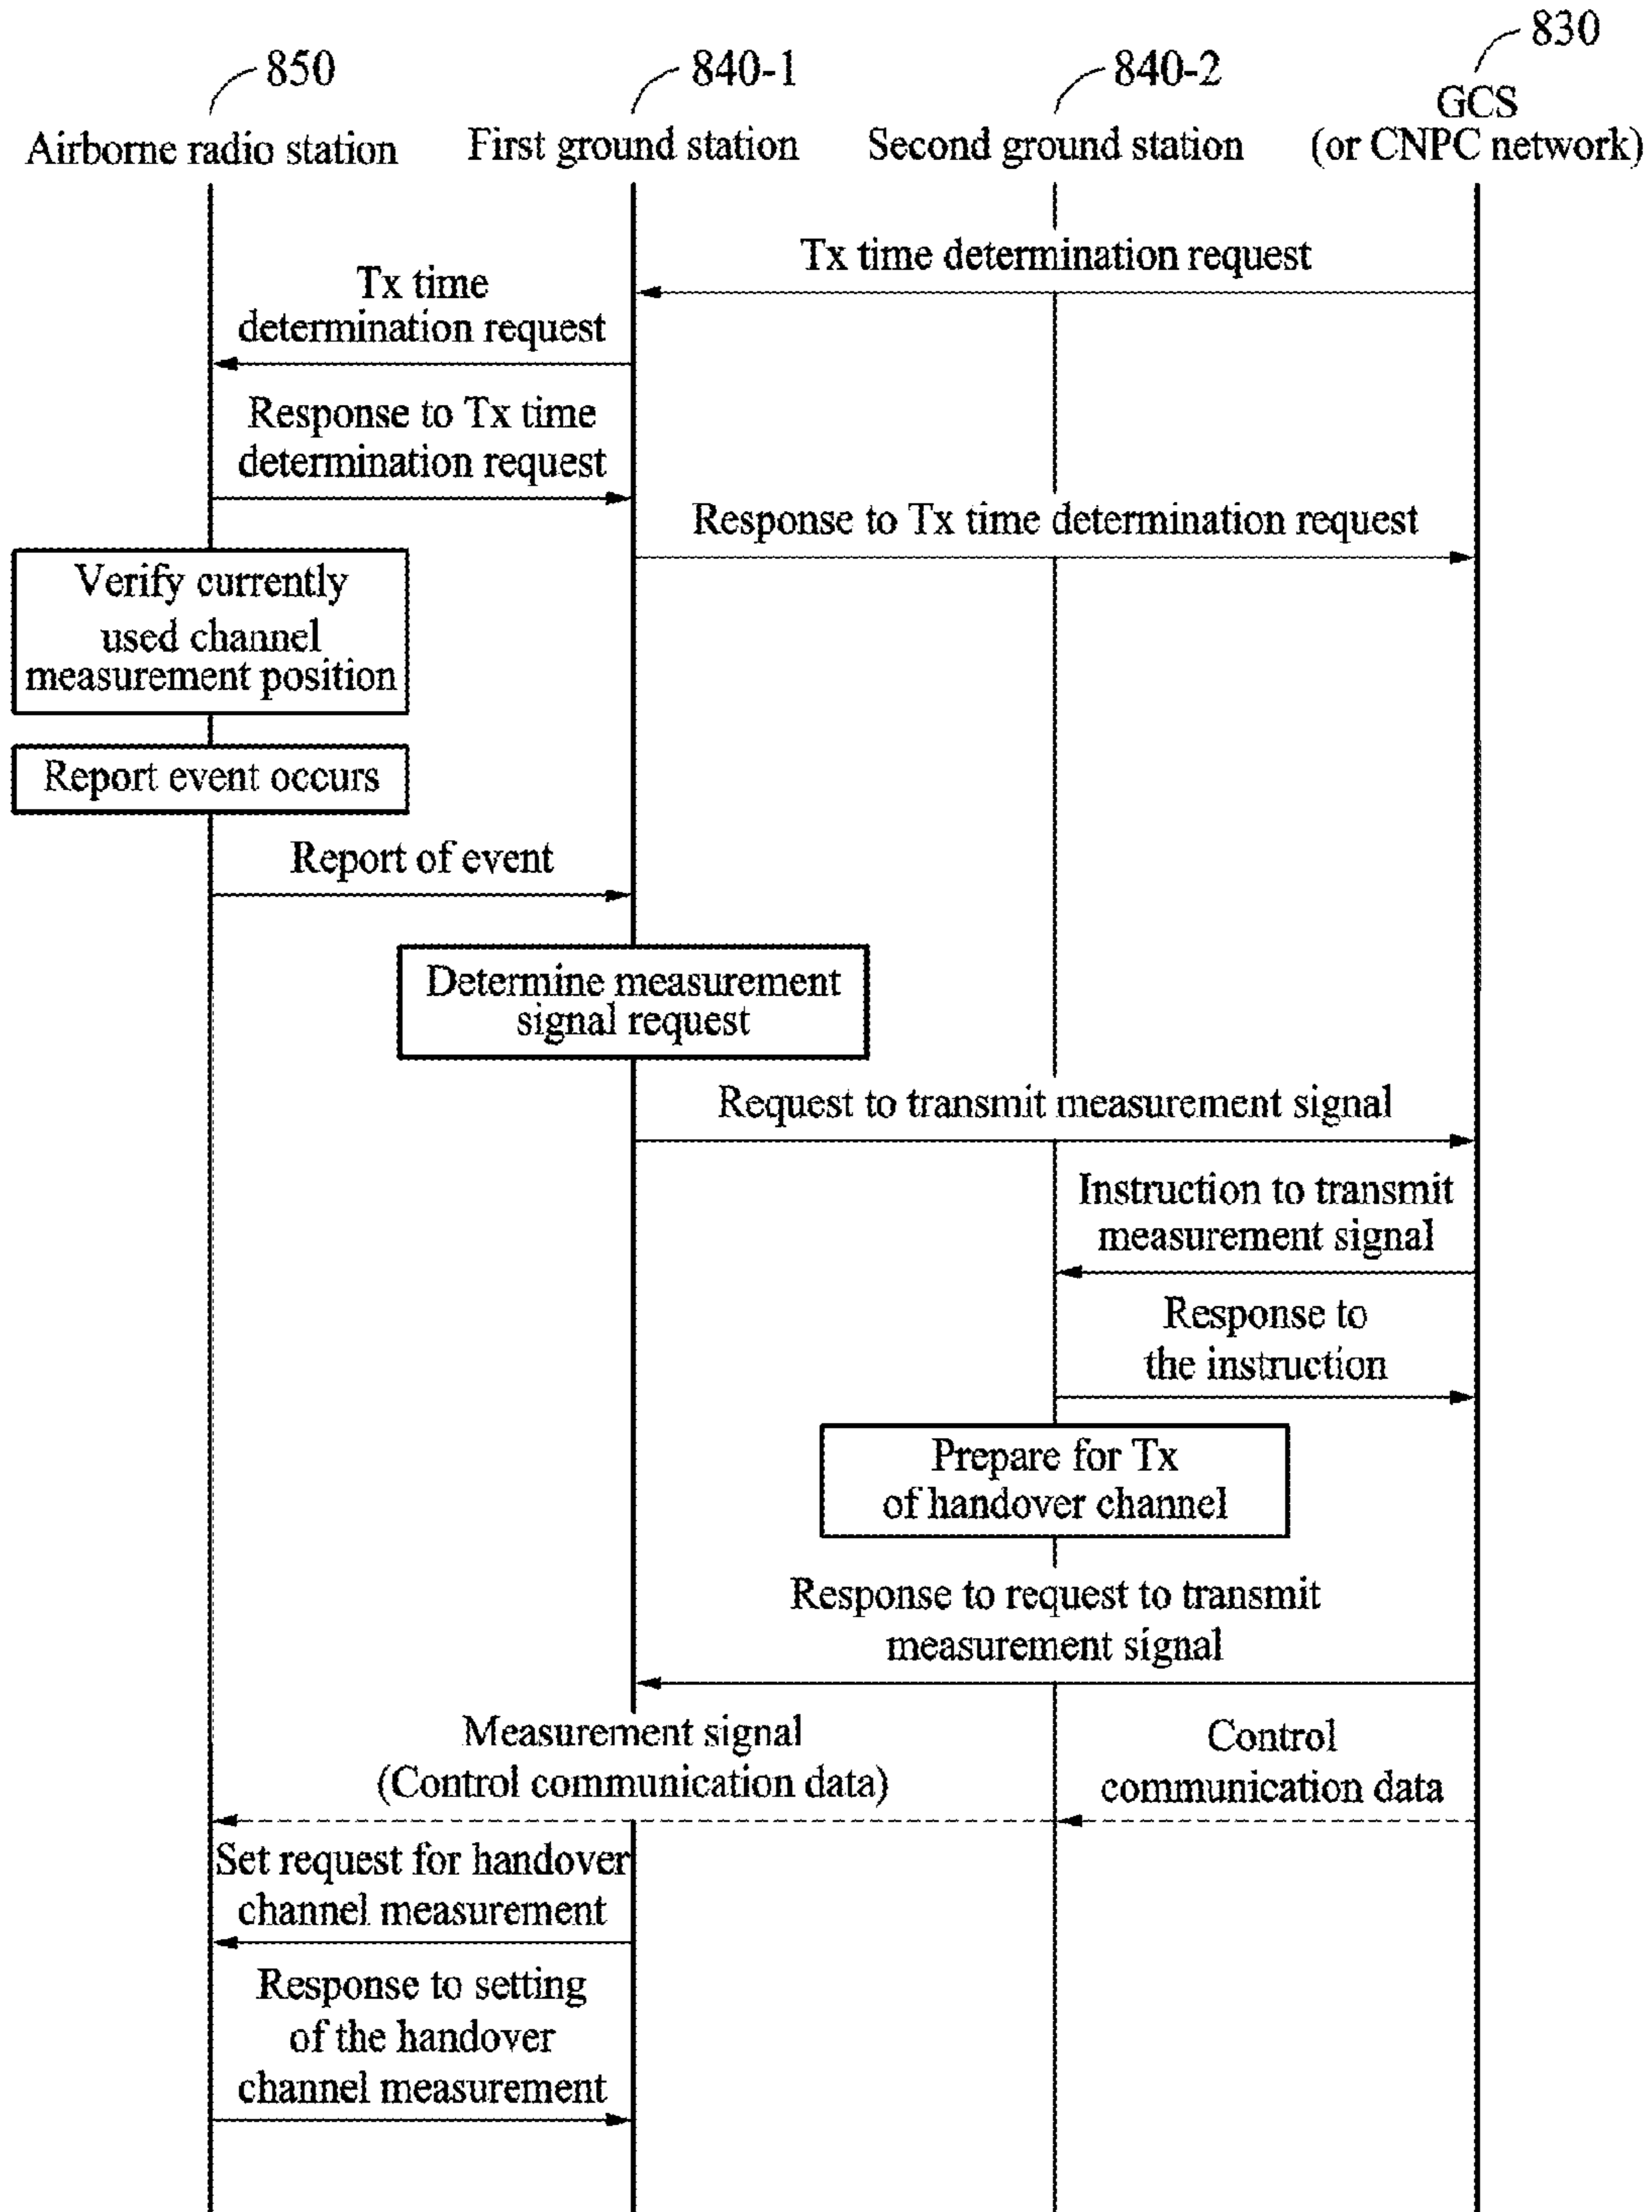 850
840-1
840-2
830
Airborne radio station
First ground station
Second ground station
GCS
(or CNPC network)
Tx time determination request
Tx time
determination request
Response to Tx time
determination request
Response to Tx time determination request
Verify currently
used channel
measurement position
Report event occurs
Report of event
Determine measurement
signal request
Request to transmit measurement signal
Instruction to transmit
measurement signal
Response to
the instruction
Prepare for Tx
of handover channel
Response to request to transmit
measurement signal
Measurement signal
(Control communication data)
Control
communication data
Set request for handover
channel measurement
Response to setting
of the handover
channel measurement